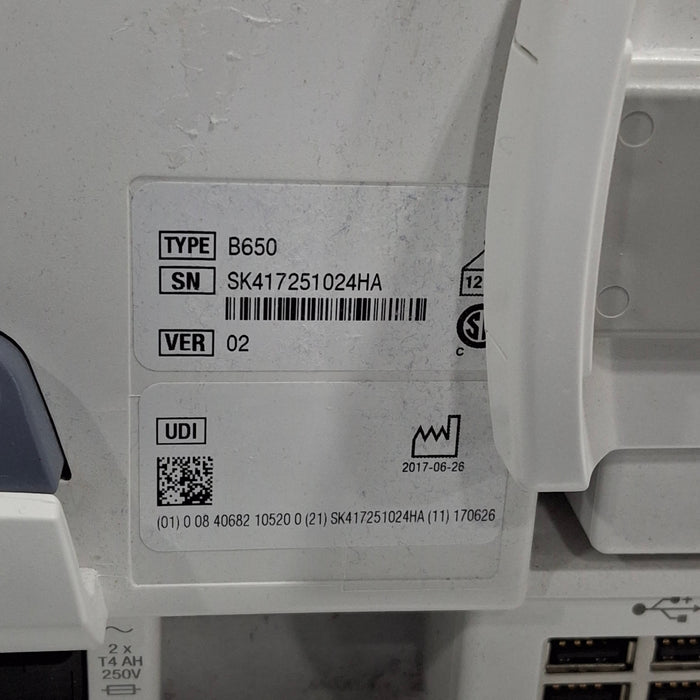 TYPE B650
SN SK417251024HA
12
VER 02
C
UDI
2017-06-26
(01) 0 08 40682 10520 0 (21) SK417251024HA (11) 170626
2 x
T4 AH
250V